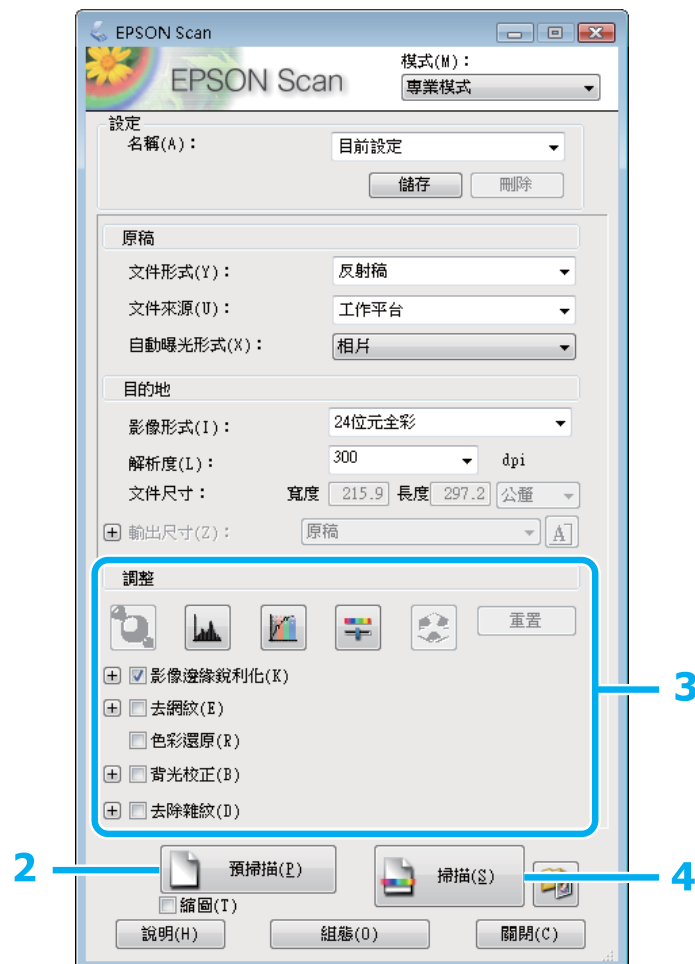 EPSON Scan
EPSON Scan
模式(M)：
專業模式
設定
名稱(A)：
目前設定
儲存
刪除
原稿
文件形式(Y)：
反射稿
文件來源(U)：
工作平台
自動曝光形式(X)：
相片
目的地
影像形式(I)：
24位元全彩
解析度(L)：
300
dpi
文件尺寸：
寬度 215.9 長度 297.2 公釐
輸出尺寸(Z)：
原稿
A
調整
重置
影像邊緣銳利化(K)
3
去網紋(E)
色彩還原(R)
背光校正(B)
去除雜紋(D)
2
預掃描(P)
掃描(S)
4
縮圖(T)
說明(H)
組態(O)
關閉(C)